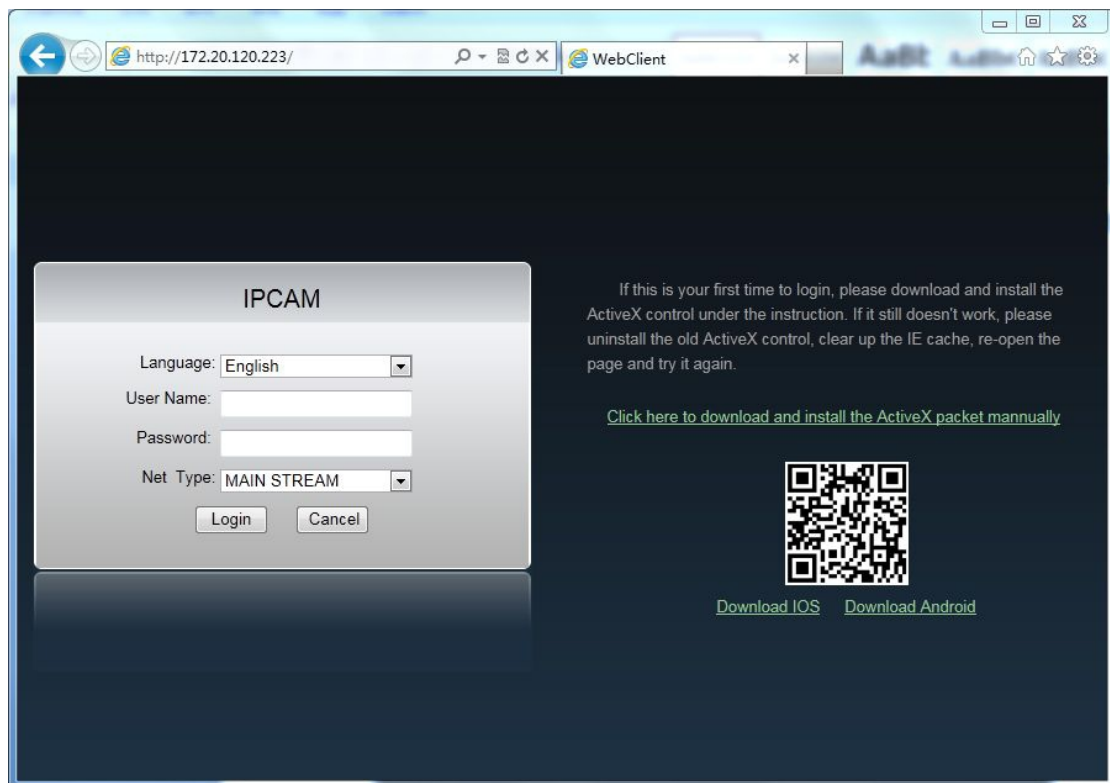 http://172.20.120.223/
WebClient
IPCAM
Language: English
User Name:
Password:
Net Type: MAIN STREAM
Login Cancel
If this is your first time to login, please download and install the
ActiveX control under the instruction. If it still doesn't work, please
uninstall the old ActiveX control, clear up the IE cache, re-open the
page and try it again.
Click here to download and install the ActiveX packet mannually
Download IOS Download Android